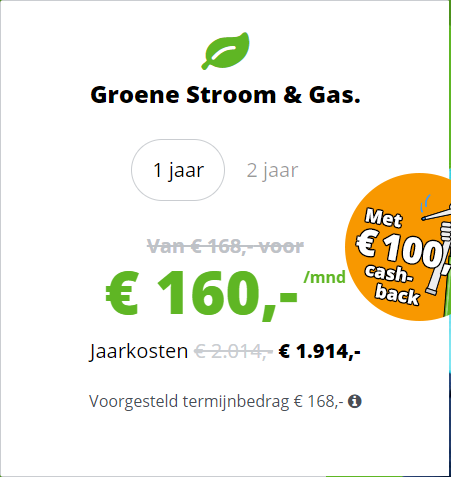 Groene Stroom & Gas.
1 jaar 2 jaar
Van € 168,- voor
€ 160,- /mnd
Jaarkosten € 2.014,- € 1.914,-
Voorgesteld termijnbedrag € 168,-
Met
€ 100,
cash-
back